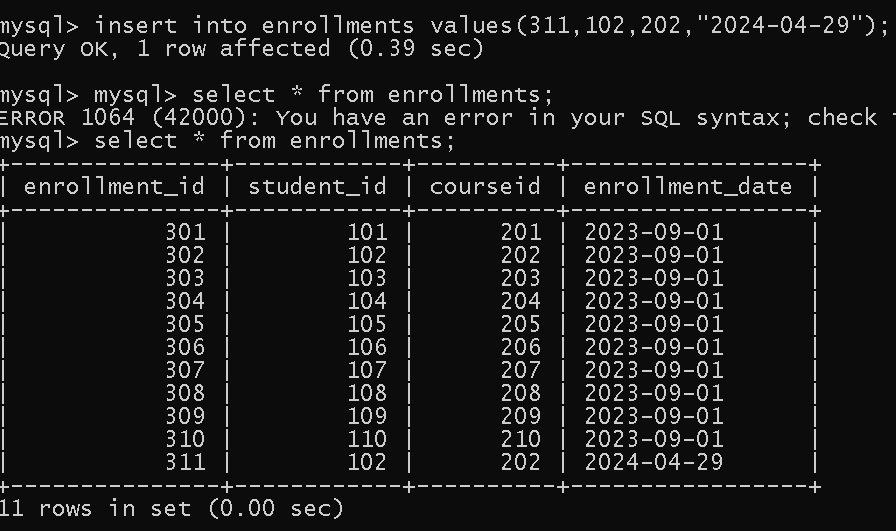 mysql> insert into enrollments values(311,102,202,"2024-04-29");
Query OK, 1 row affected (0.39 sec)
mysql> mysql> select * from enrollments;
ERROR 1064 (42000): You have an error in your SQL syntax; check
mysql> select * from enrollments;
+---------------+------------+----------+-----------------+
| enrollment_id | student_id | courseid | enrollment_date |
+---------------+------------+----------+-----------------+
|           301 |        101 |      201 | 2023-09-01      |
|           302 |        102 |      202 | 2023-09-01      |
|           303 |        103 |      203 | 2023-09-01      |
|           304 |        104 |      204 | 2023-09-01      |
|           305 |        105 |      205 | 2023-09-01      |
|           306 |        106 |      206 | 2023-09-01      |
|           307 |        107 |      207 | 2023-09-01      |
|           308 |        108 |      208 | 2023-09-01      |
|           309 |        109 |      209 | 2023-09-01      |
|           310 |        110 |      210 | 2023-09-01      |
|           311 |        102 |      202 | 2024-04-29      |
+---------------+------------+----------+-----------------+
11 rows in set (0.00 sec)